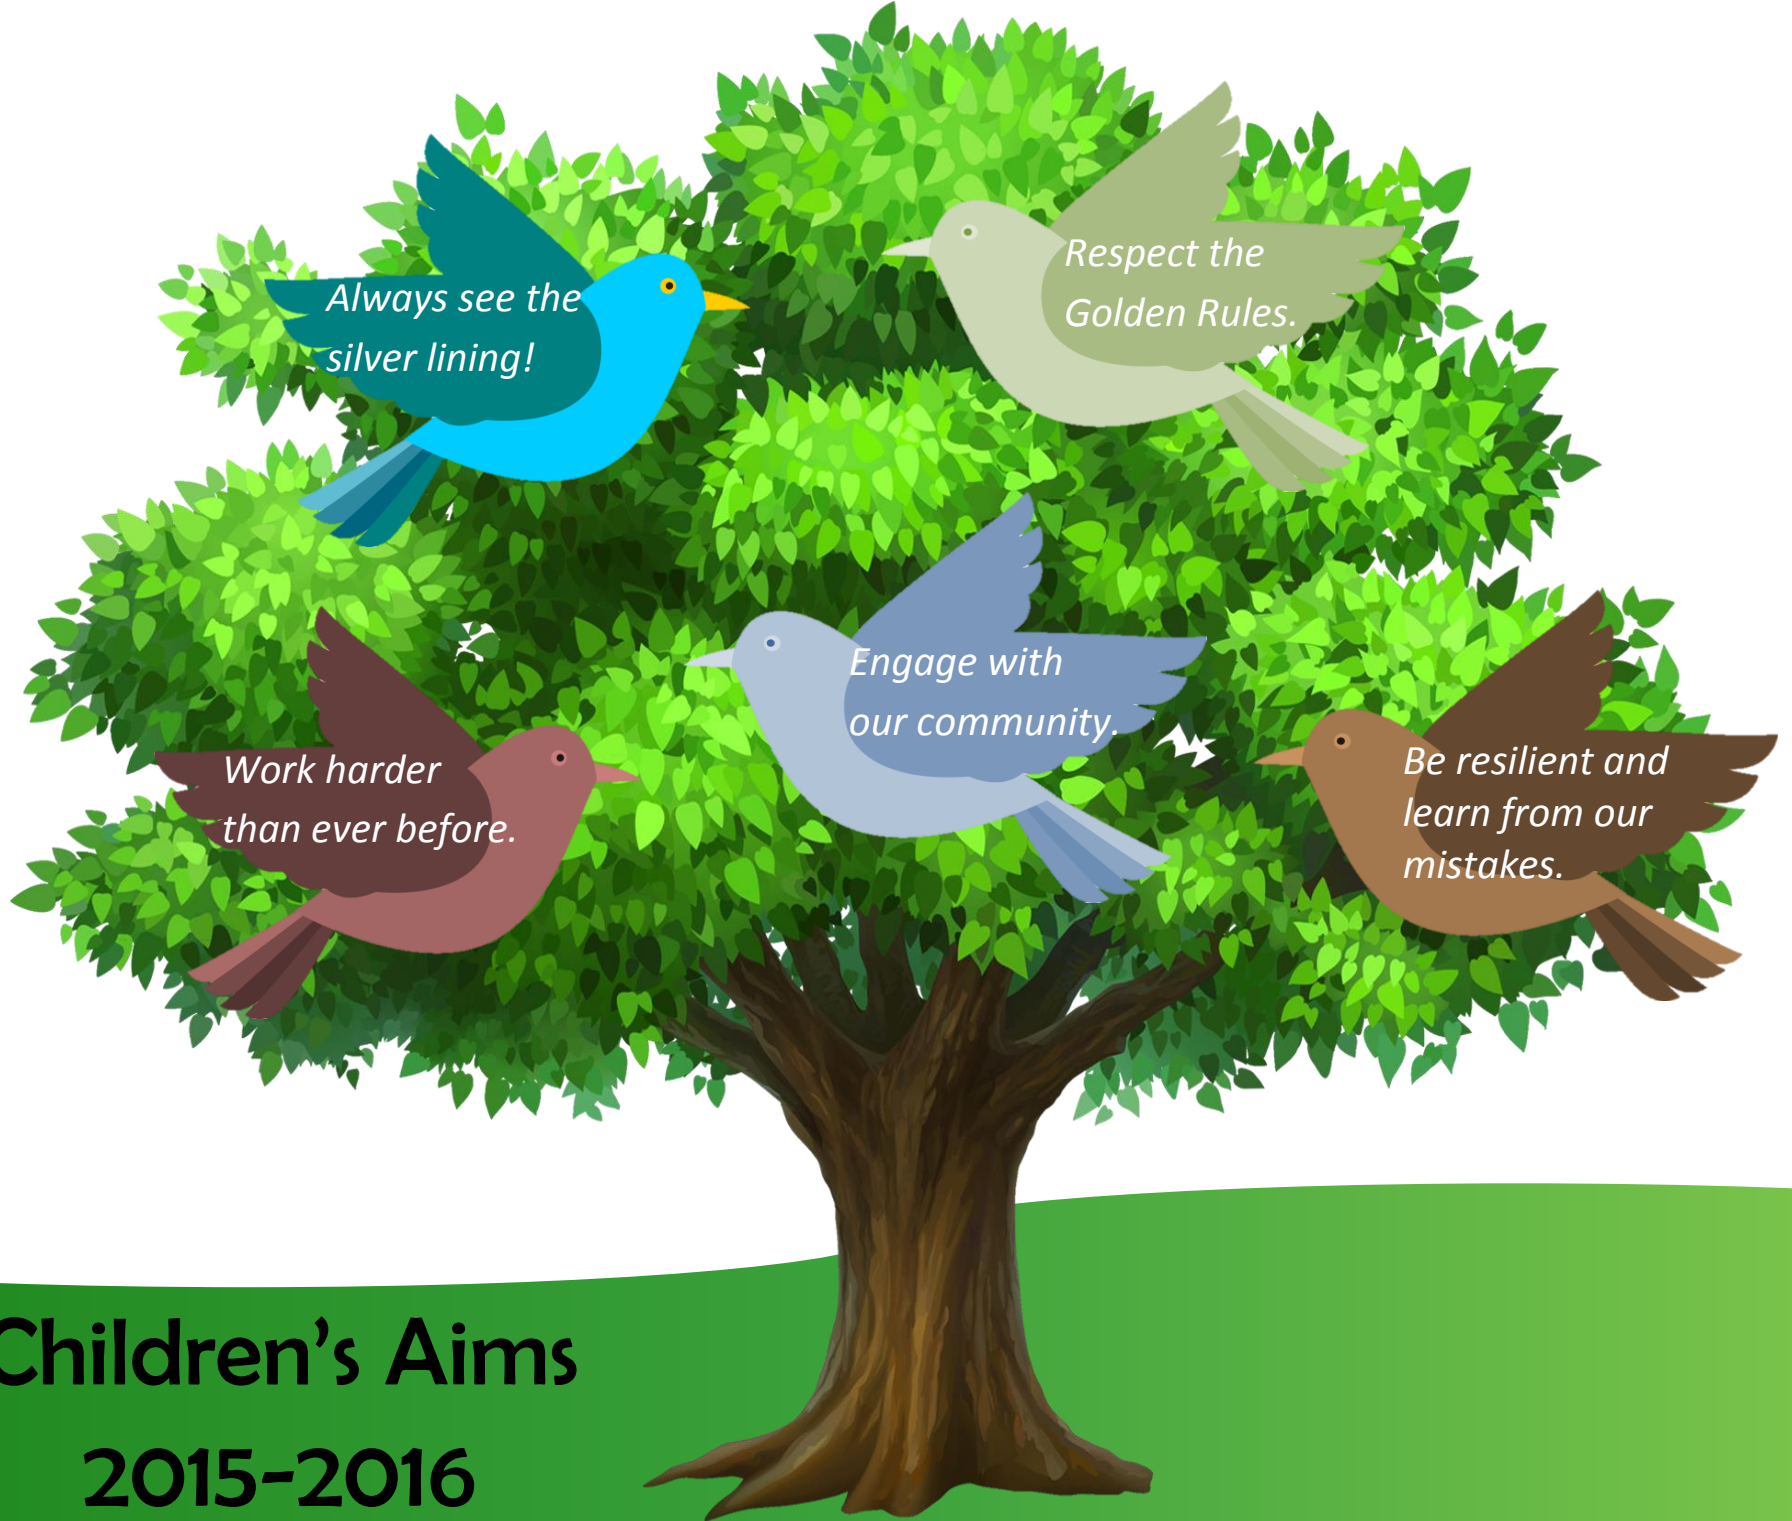 Always see the
silver lining!
Respect the
Golden Rules.
Engage with
our community.
Work harder
than ever before.
Be resilient and
learn from our
mistakes.
Children’s Aims
2015-2016